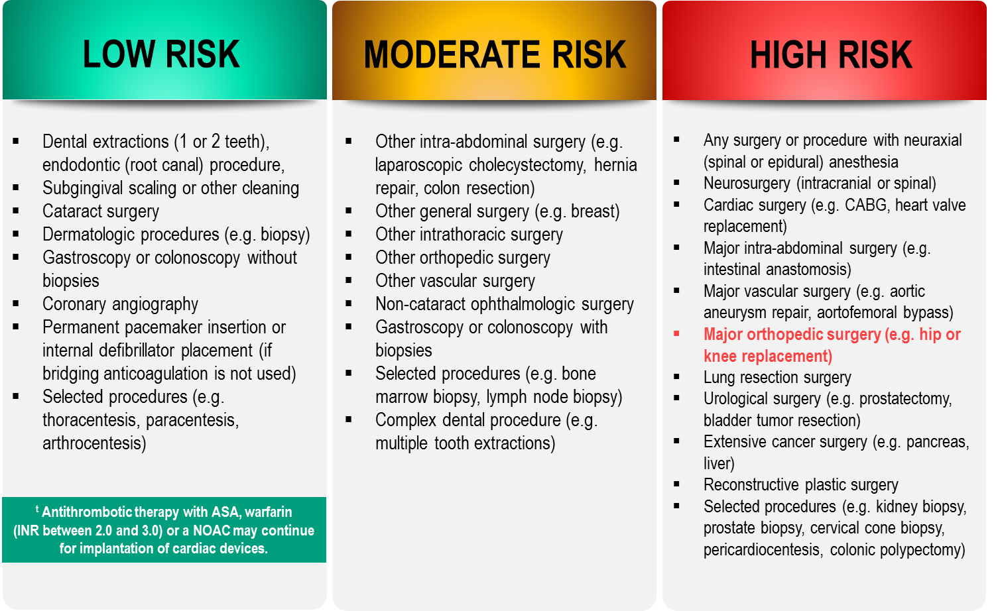 LOW RISK
▪ Dental extractions (1 or 2 teeth),
endodontic (root canal) procedure,
▪ Subgingival scaling or other cleaning
▪ Cataract surgery
▪ Dermatologic procedures (e.g. biopsy)
▪ Gastroscopy or colonoscopy without
biopsies
▪ Coronary angiography
▪ Permanent pacemaker insertion or
internal defibrillator placement (if
bridging anticoagulation is not used)
▪ Selected procedures (e.g.
thoracentesis, paracentesis,
arthrocentesis)
t Antithrombotic therapy with ASA, warfarin
(INR between 2.0 and 3.0) or a NOAC may continue
for implantation of cardiac devices.
MODERATE RISK
▪ Other intra-abdominal surgery (e.g.
laparoscopic cholecystectomy, hernia
repair, colon resection)
▪ Other general surgery (e.g. breast)
▪ Other intrathoracic surgery
▪ Other orthopedic surgery
▪ Other vascular surgery
▪ Non-cataract ophthalmologic surgery
▪ Gastroscopy or colonoscopy with
biopsies
▪ Selected procedures (e.g. bone
marrow biopsy, lymph node biopsy)
▪ Complex dental procedure (e.g.
multiple tooth extractions)
HIGH RISK
▪ Any surgery or procedure with neuraxial
(spinal or epidural) anesthesia
▪ Neurosurgery (intracranial or spinal)
▪ Cardiac surgery (e.g. CABG, heart valve
replacement)
▪ Major intra-abdominal surgery (e.g.
intestinal anastomosis)
▪ Major vascular surgery (e.g. aortic
aneurysm repair, aortofemoral bypass)
▪ Major orthopedic surgery (e.g. hip or
knee replacement)
▪ Lung resection surgery
▪ Urological surgery (e.g. prostatectomy,
bladder tumor resection)
▪ Extensive cancer surgery (e.g. pancreas,
liver)
▪ Reconstructive plastic surgery
▪ Selected procedures (e.g. kidney biopsy,
prostate biopsy, cervical cone biopsy,
pericardiocentesis, colonic polypectomy)